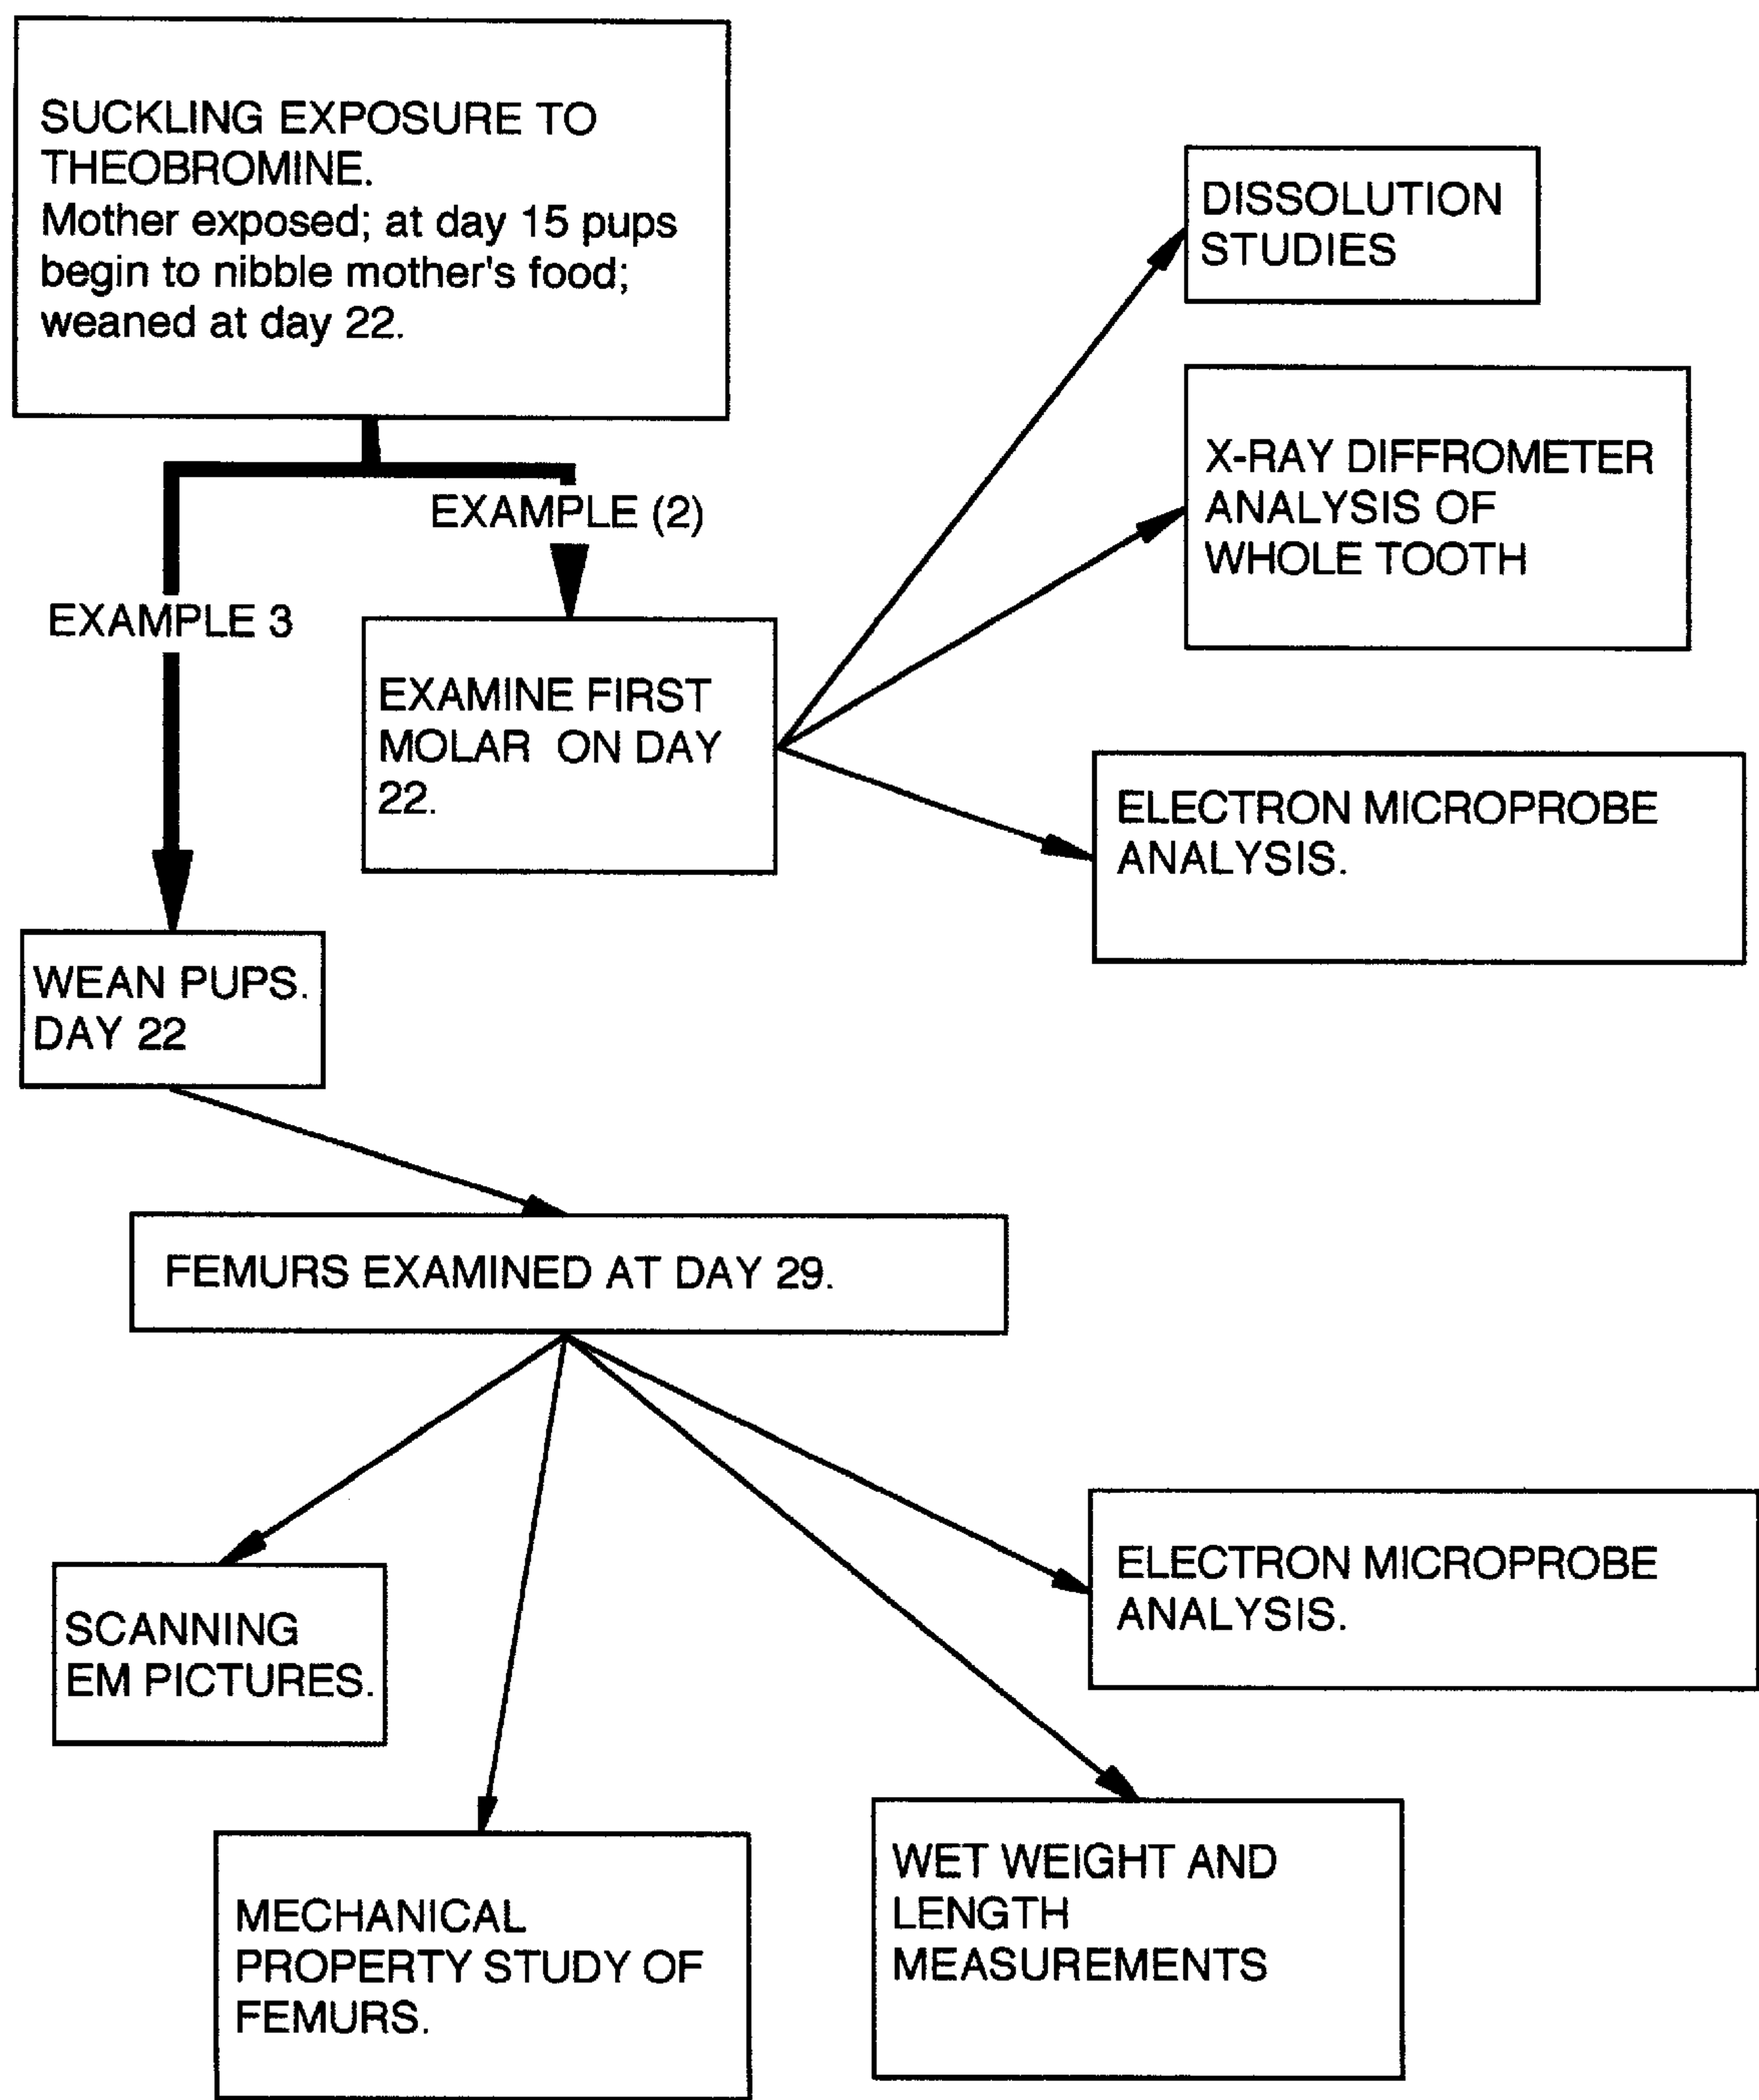 SUCKLING EXPOSURE TO
THEOBROMINE.
Mother exposed; at day 15 pups
begin to nibble mother's food;
weaned at day 22.
DISSOLUTION
STUDIES
X-RAY DIFFROMETER
ANALYSIS OF
WHOLE TOOTH
EXAMPLE (2)
EXAMPLE 3
EXAMINE FIRST
MOLAR ON DAY
22.
ELECTRON MICROPROBE
ANALYSIS.
WEAN PUPS.
DAY 22
FEMURS EXAMINED AT DAY 29.
ELECTRON MICROPROBE
ANALYSIS.
SCANNING
EM PICTURES.
MECHANICAL
PROPERTY STUDY OF
FEMURS.
WET WEIGHT AND
LENGTH
MEASUREMENTS